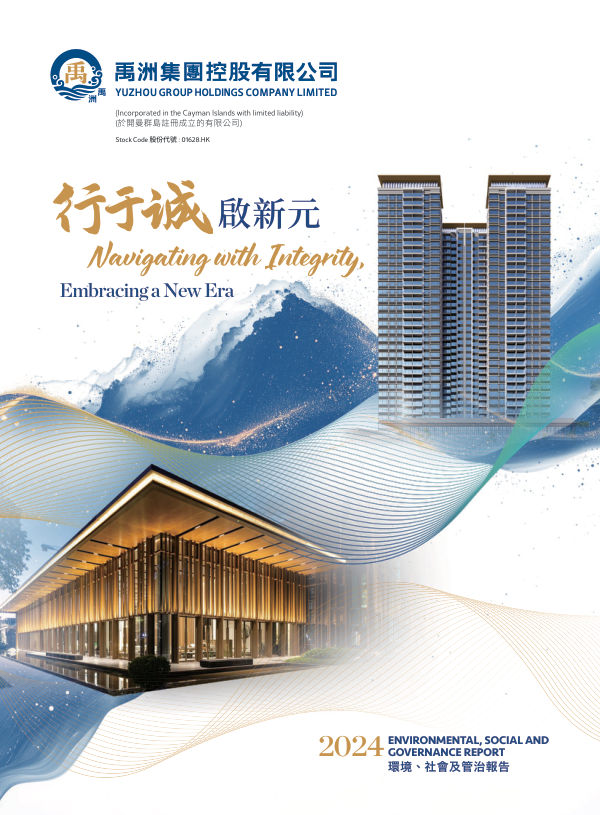 禹
禹
洲
禹洲集團控股有限公司
YUZHOU GROUP HOLDINGS COMPANY LIMITED
(Incorporated in the Cayman Islands with limited liability)
(於開曼群島註冊成立的有限公司)
Stock Code 股份代號 : 01628.HK
行于诚 啟新元
Navigating with Integrity,
Embracing a New Era
2024 ENVIRONMENTAL, SOCIAL AND
GOVERNANCE REPORT
環境、社會及管治報告